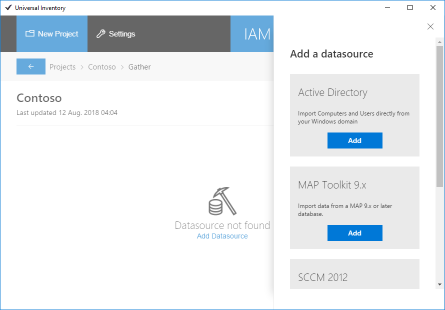 Universal Inventory
New Project
Settings
IAM
Projects > Contoso > Gather
Contoso
Last updated 12 Aug. 2018 04:04
Datasource not found
Add Datasource
Add a datasource
Active Directory
Import Computers and Users directly from
your Windows domain
Add
MAP Toolkit 9.x
Import data from a MAP 9.x or later
database.
Add
SCCM 2012